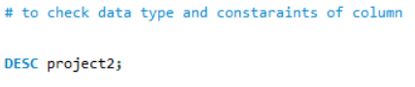 # to check data type and constaraints of column
DESC project2;